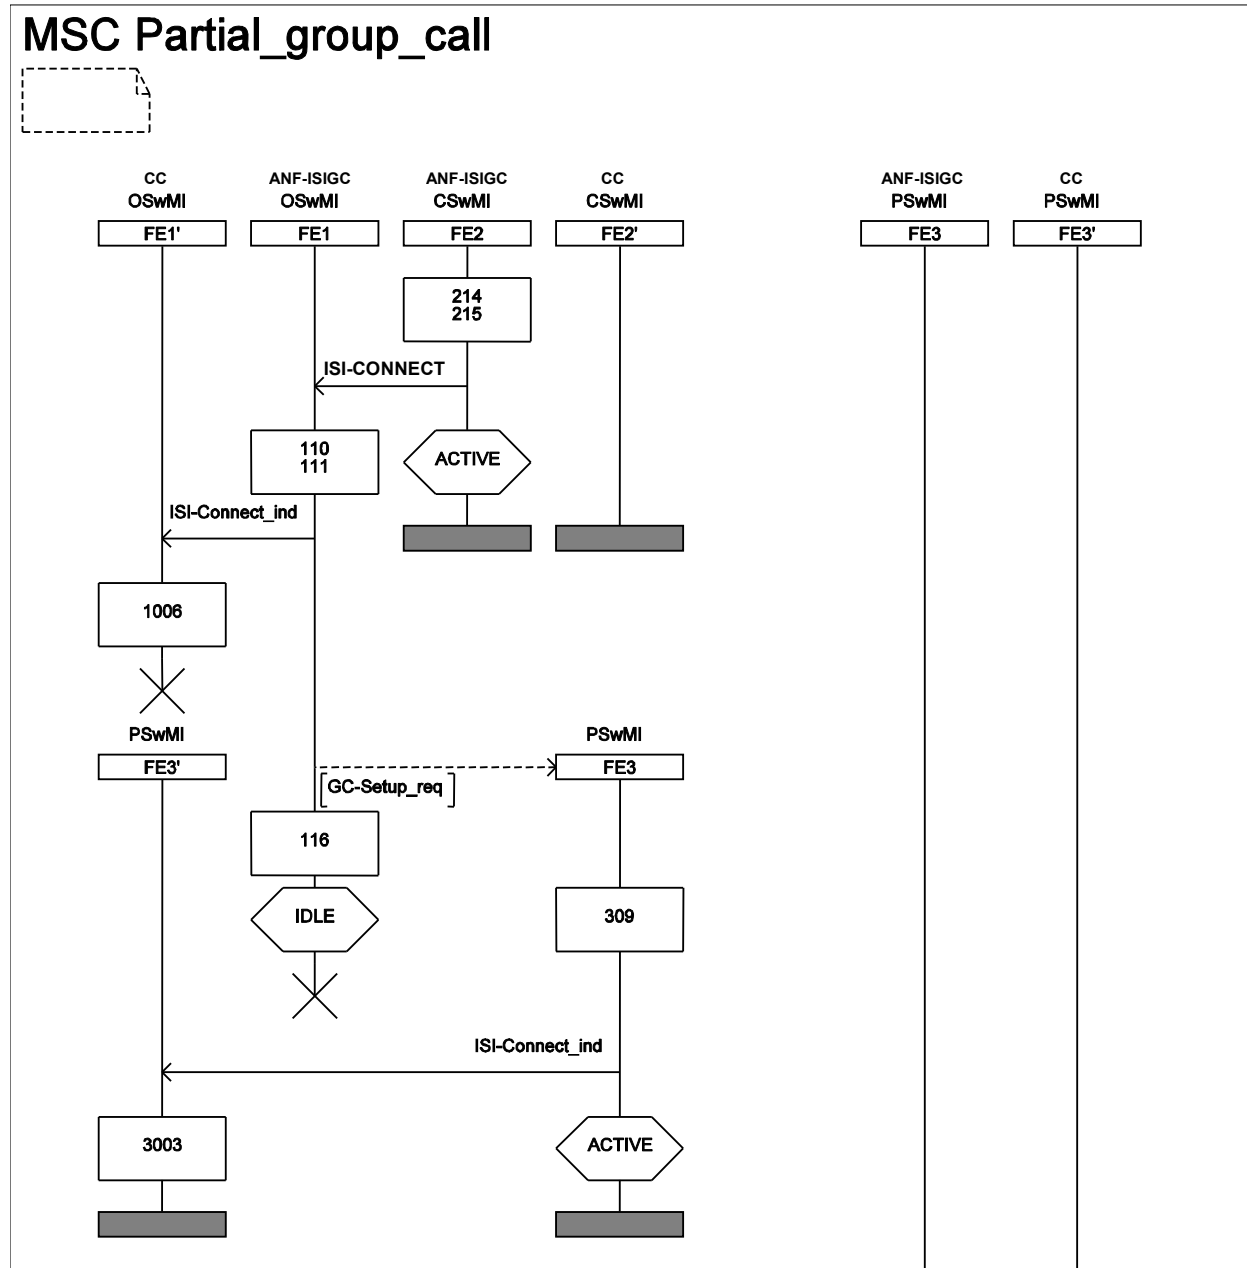 MSC Partial_group_call
CC ANF-ISIGC ANF-ISIGC CC ANF-ISIGC CC
OSwMI OSwMI CSwMI CSwMI PSwMI PSwMI
FE1' FE1 FE2 FE2' FE3 FE3'
214
215
ISI-CONNECT
110
111
ACTIVE
ISI-Connect_ind
1006
PSwMI PSwMI
FE3' FE3
GC-Setup_req
116
IDLE
309
ISI-Connect_ind
3003
ACTIVE